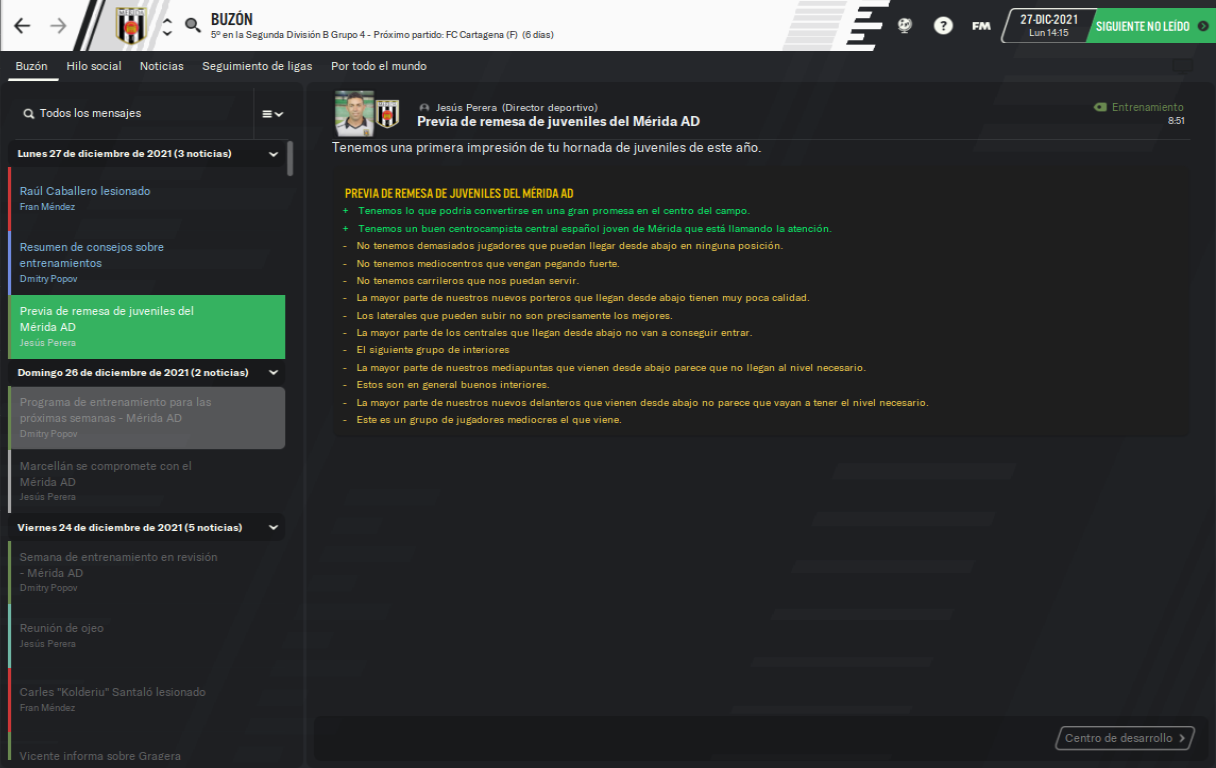 BUZÓN
5º en la Segunda División B Grupo 4 - Próximo partido: FC Cartagena (F) (6 días)
FM
27-DIC-2021
Lun 14:15
SIGUIENTE NO LEÍDO
Buzón Hilo social Noticias Seguimiento de ligas Por todo el mundo
Todos los mensajes
Lunes 27 de diciembre de 2021 (3 noticias)
Raúl Caballero lesionado
Fran Méndez
Resumen de consejos sobre
entrenamientos
Dmitry Popov
Previa de remesa de juveniles del
Mérida AD
Jesús Perera
Domingo 26 de diciembre de 2021 (2 noticias)
Programa de entrenamiento para las
próximas semanas - Mérida AD
Dmitry Popov
Marcellán se compromete con el
Mérida AD
Jesús Perera
Viernes 24 de diciembre de 2021 (5 noticias)
Semana de entrenamiento en revisión
- Mérida AD
Dmitry Popov
Reunión de ojeo
Jesús Perera
Carles "Kolderiu" Santaló lesionado
Fran Méndez
Vicente informa sobre Gragera
Jesús Perera (Director deportivo)
Previa de remesa de juveniles del Mérida AD
Entrenamiento
8:51
Tenemos una primera impresión de tu hornada de juveniles de este año.
PREVIA DE REMESA DE JUVENILES DEL MÉRIDA AD
+ Tenemos lo que podría convertirse en una gran promesa en el centro del campo.
+ Tenemos un buen centrocampista central español joven de Mérida que está llamando la atención.
- No tenemos demasiados jugadores que puedan llegar desde abajo en ninguna posición.
- No tenemos mediocentros que vengan pegando fuerte.
- No tenemos carrileros que nos puedan servir.
- La mayor parte de nuestros nuevos porteros que llegan desde abajo tienen muy poca calidad.
- Los laterales que pueden subir no son precisamente los mejores.
- La mayor parte de los centrales que llegan desde abajo no van a conseguir entrar.
- El siguiente grupo de interiores
- La mayor parte de nuestros mediapuntas que vienen desde abajo parece que no llegan al nivel necesario.
- Estos son en general buenos interiores.
- La mayor parte de nuestros nuevos delanteros que vienen desde abajo no parece que vayan a tener el nivel necesario.
- Este es un grupo de jugadores mediocres el que viene.
Centro de desarrollo